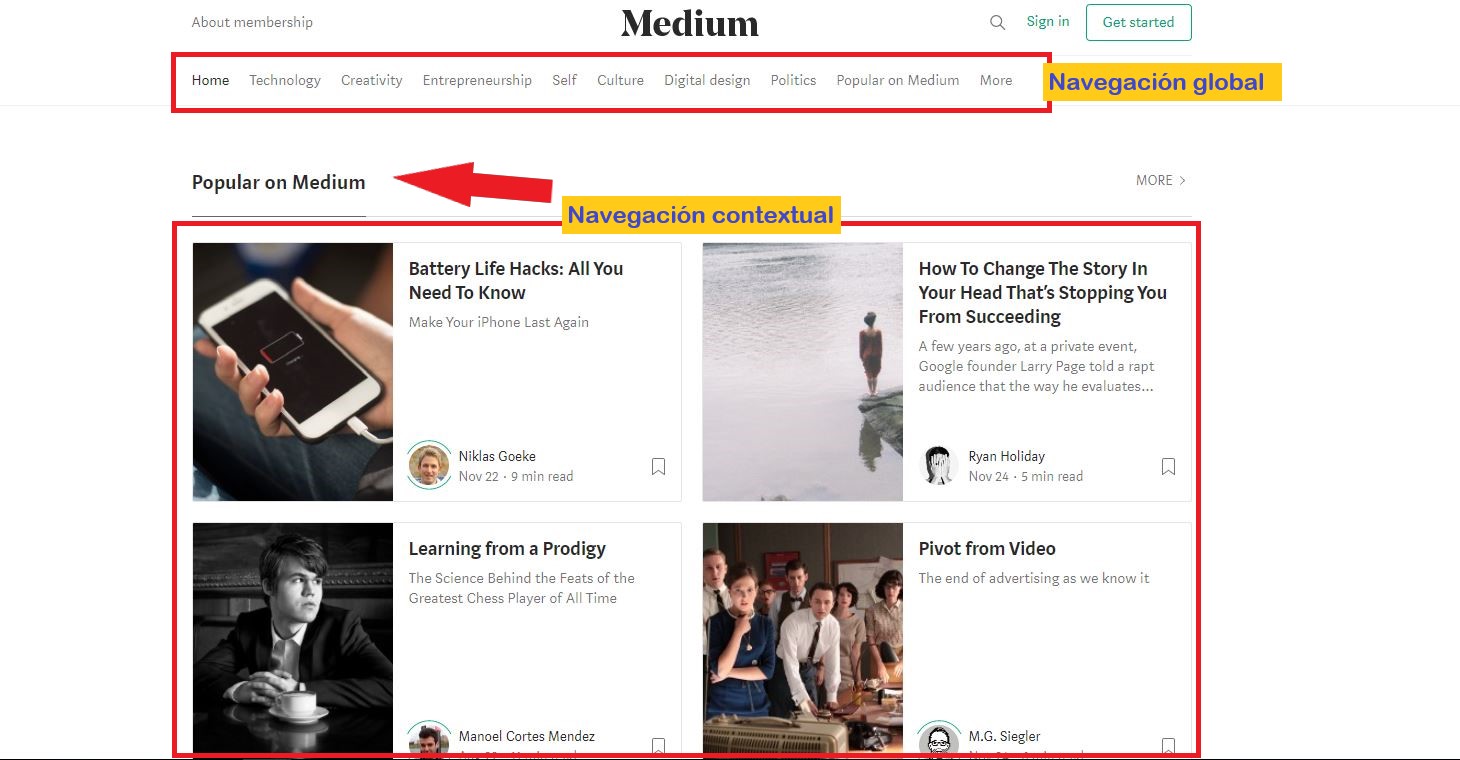 About membership
Medium
Sign in
Get started
Home Technology Creativity Entrepreneurship Self Culture Digital design Politics Popular on Medium More
Navegación global
Popular on Medium
MORE
Navegación contextual
Battery Life Hacks: All You
Need To Know
Make Your iPhone Last Again
Niklas Goeke
Nov 22 · 9 min read
How To Change The Story In
Your Head That’s Stopping You
From Succeeding
A few years ago, at a private event,
Google founder Larry Page told a rapt
audience that the way he evaluates…
Ryan Holiday
Nov 24 · 5 min read
Learning from a Prodigy
The Science Behind the Feats of the
Greatest Chess Player of All Time
Manoel Cortes Mendez
Pivot from Video
The end of advertising as we know it
M.G. Siegler